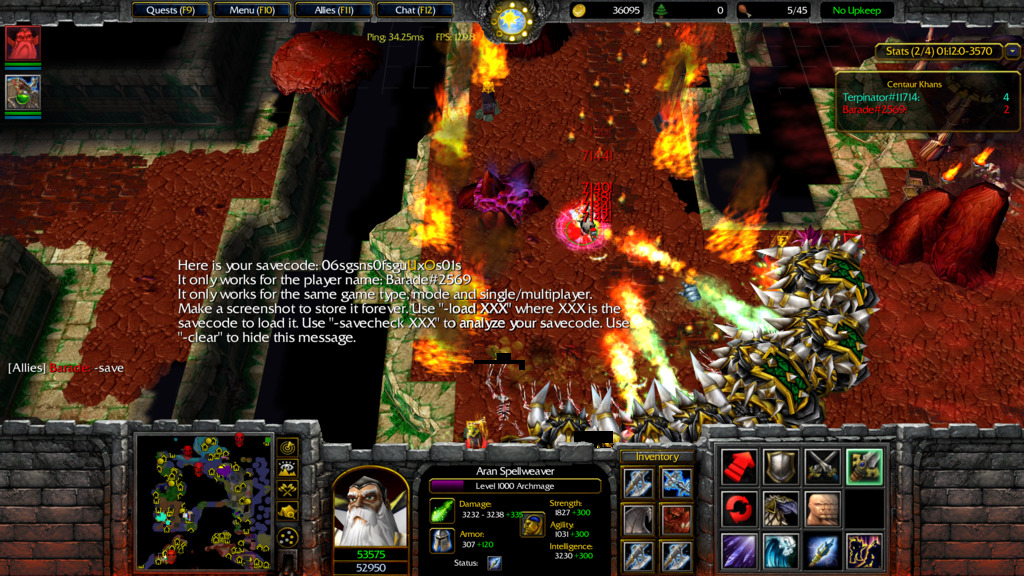 Quests (F9)
Menu (F10)
Allies (F11)
Chat (F12)
36095
0
5/45
No Upkeep
Ping: 34.25ms
Stats (2/4) 01:12:0-3570
Centaur Khans
Terpinator#11714: 4
Barade#2569: 2
Here is your savecode: 06sgsns0fsguUxOs01s
It only works for the player name: Barade#2569
It only works for the same game type, mode and single/multiplayer.
Make a screenshot to store it forever. Use "-load XXX" where XXX is the
savecode to load it. Use "-savecheck XXX" to analyze your savecode. Use
"-clear" to hide this message.
[Allies] Barade: -save
Aran Spellweaver
Level 1000 Archmage
Damage:
3232 - 3238 +335
Armor:
307 +120
Status:
Strength:
1827 +300
Agility:
1031 +300
Intelligence:
3230 +300
Inventory
53575
52950